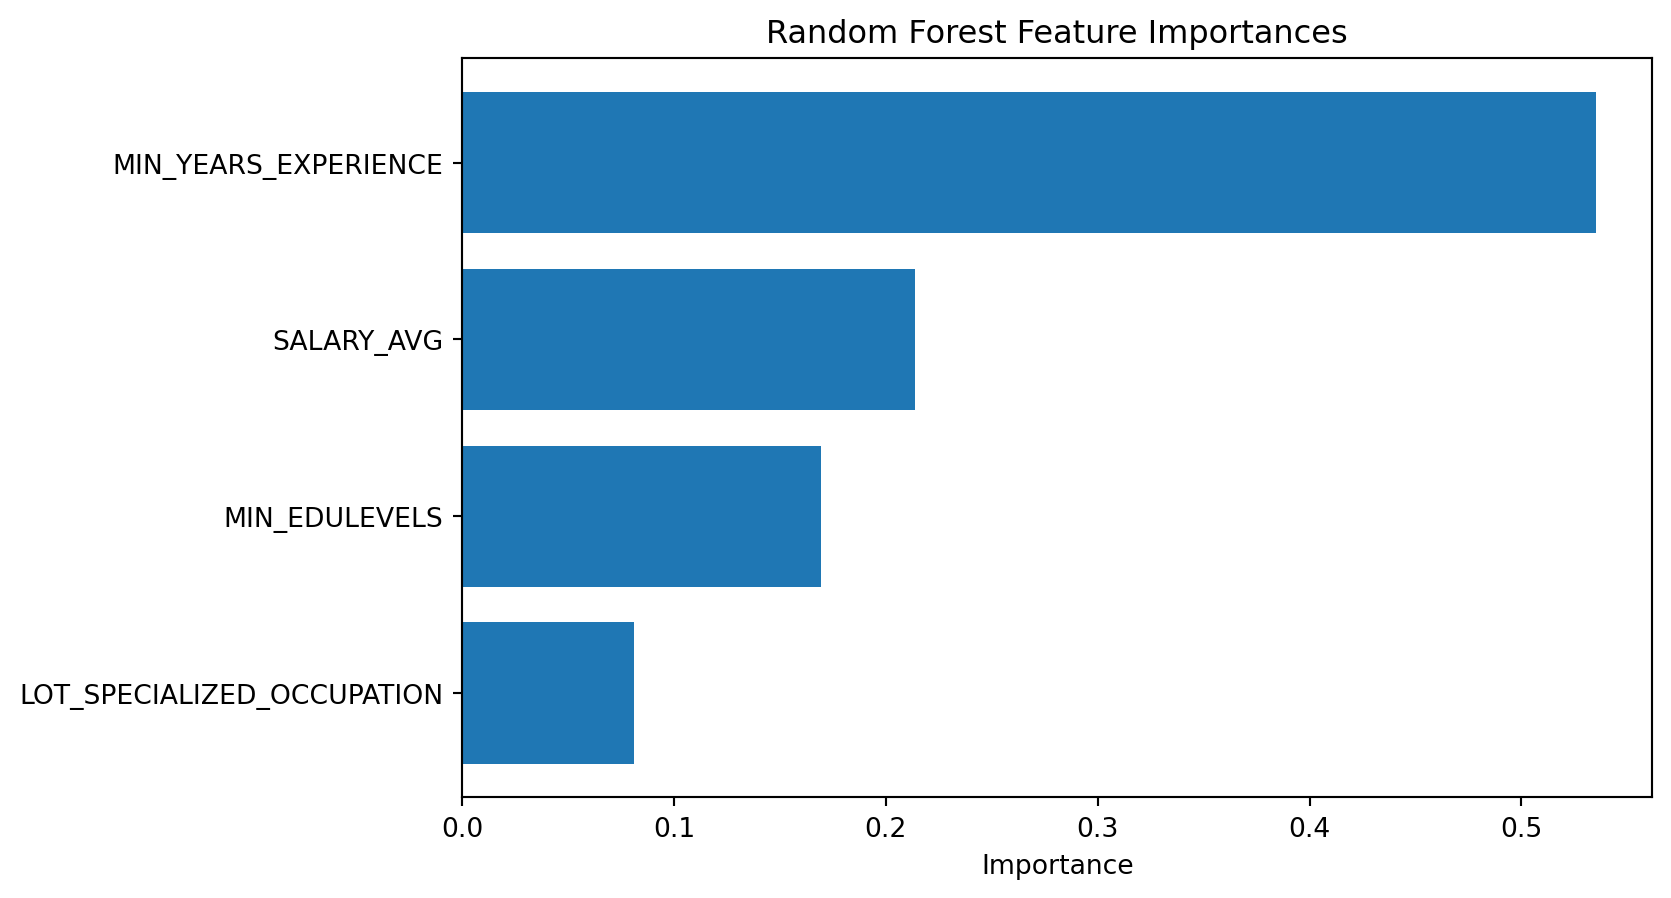 Random Forest Feature Importances
MIN_YEARS_EXPERIENCE
SALARY_AVG
MIN_EDULEVELS
LOT_SPECIALIZED_OCCUPATION
0.0 0.1 0.2 0.3 0.4 0.5
Importance